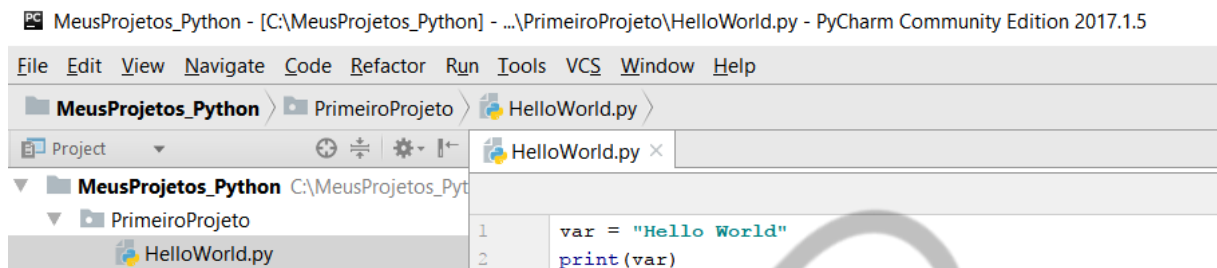 PC MeusProjetos_Python - [C:\MeusProjetos_Python] - ...\PrimeiroProjeto\HelloWorld.py - PyCharm Community Edition 2017.1.5
File Edit View Navigate Code Refactor Run Tools VCS Window Help
MeusProjetos_Python PrimeiroProjeto HelloWorld.py
Project HelloWorld.py
MeusProjetos_Python C:\MeusProjetos_Pyt
PrimeiroProjeto
HelloWorld.py
1 var = "Hello World"
2 print(var)